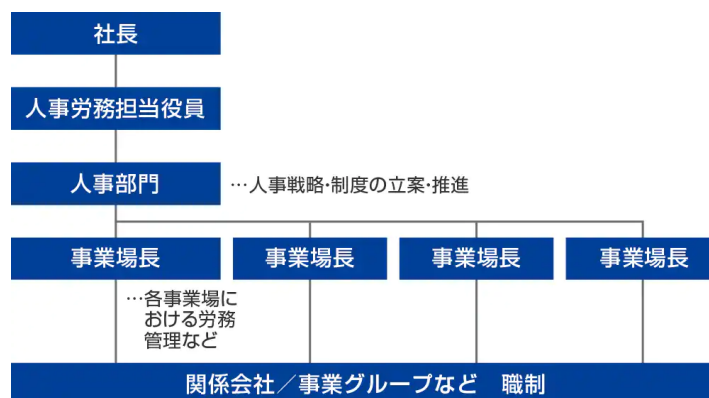 社長
人事労務担当役員
人事部門
…人事戦略・制度の立案・推進
事業場長
事業場長
事業場長
事業場長
…各事業場に
おける労務
管理など
関係会社／事業グループなど　職制